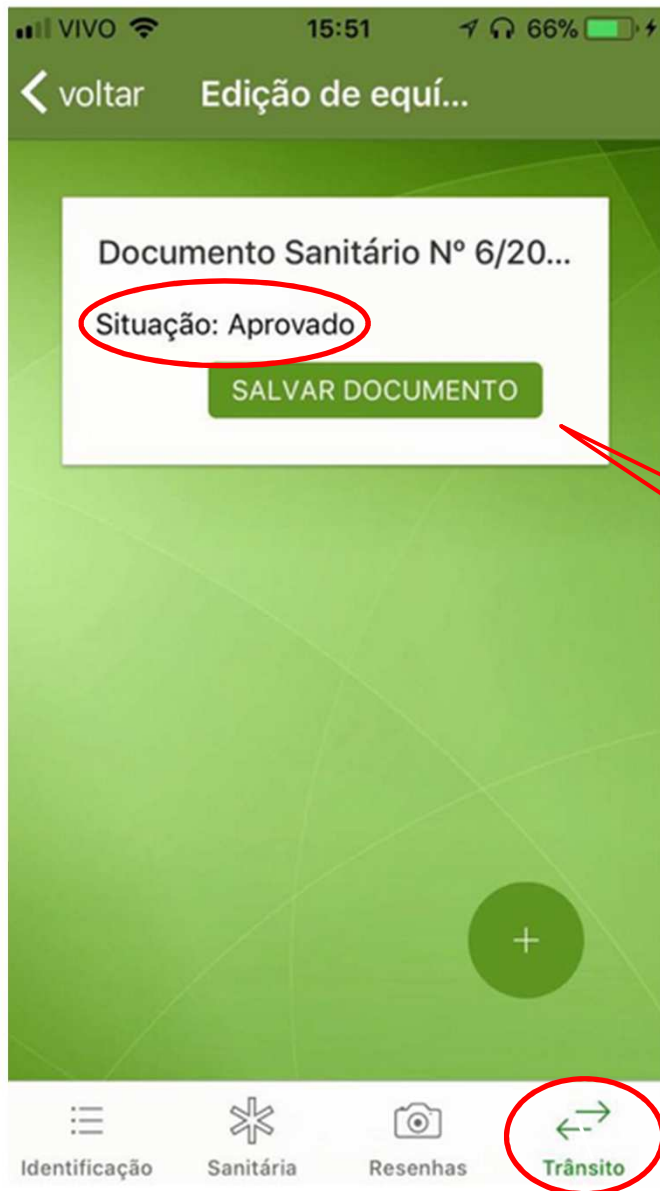 VIVO 15:51 66%
voltar Edição de equí...
Documento Sanitário Nº 6/20...
Situação: Aprovado
SALVAR DOCUMENTO
+
Identificação Sanitária Resenhas Trânsito